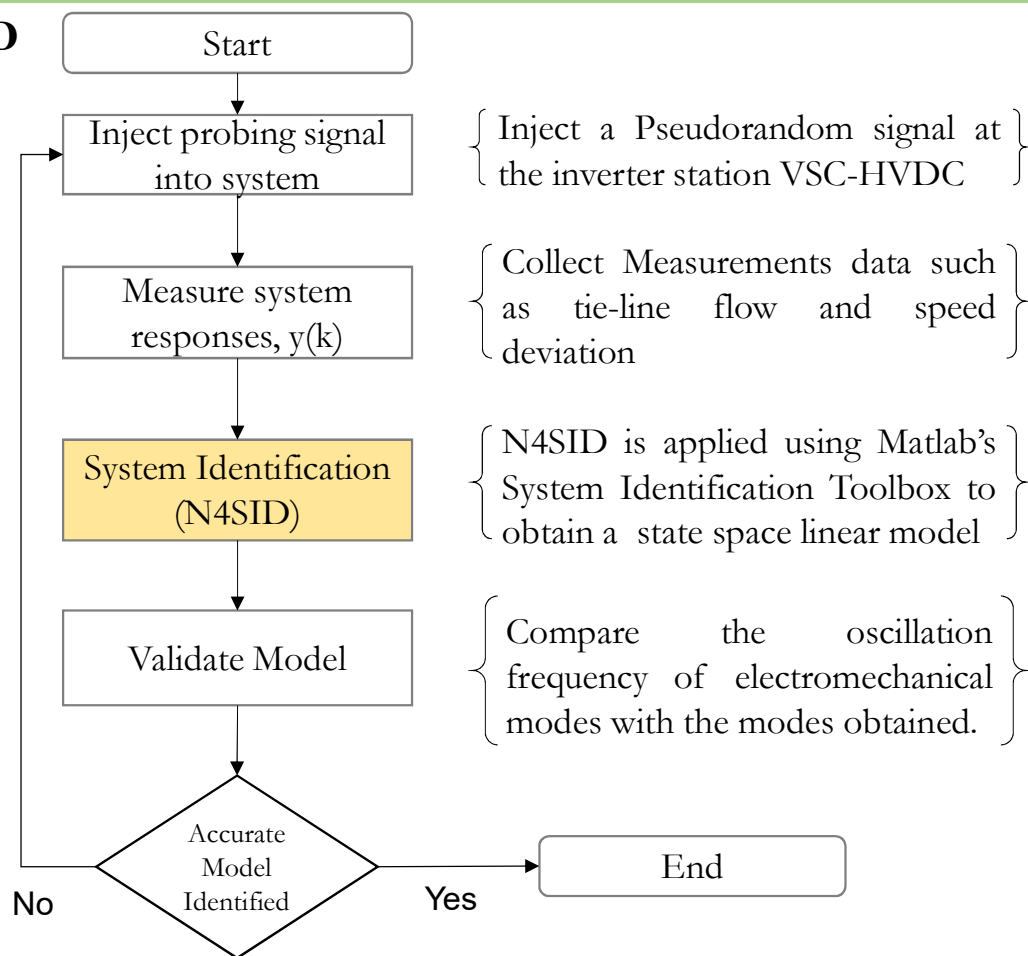 D
Start
Inject probing signal
into system
Inject a Pseudorandom signal at
the inverter station VSC-HVDC
Measure system
responses, y(k)
Collect Measurements data such
as tie-line flow and speed
deviation
System Identification
(N4SID)
N4SID is applied using Matlab's
System Identification Toolbox to
obtain a state space linear model
Validate Model
Compare the oscillation
frequency of electromechanical
modes with the modes obtained.
Accurate
Model
Identified
No
Yes
End